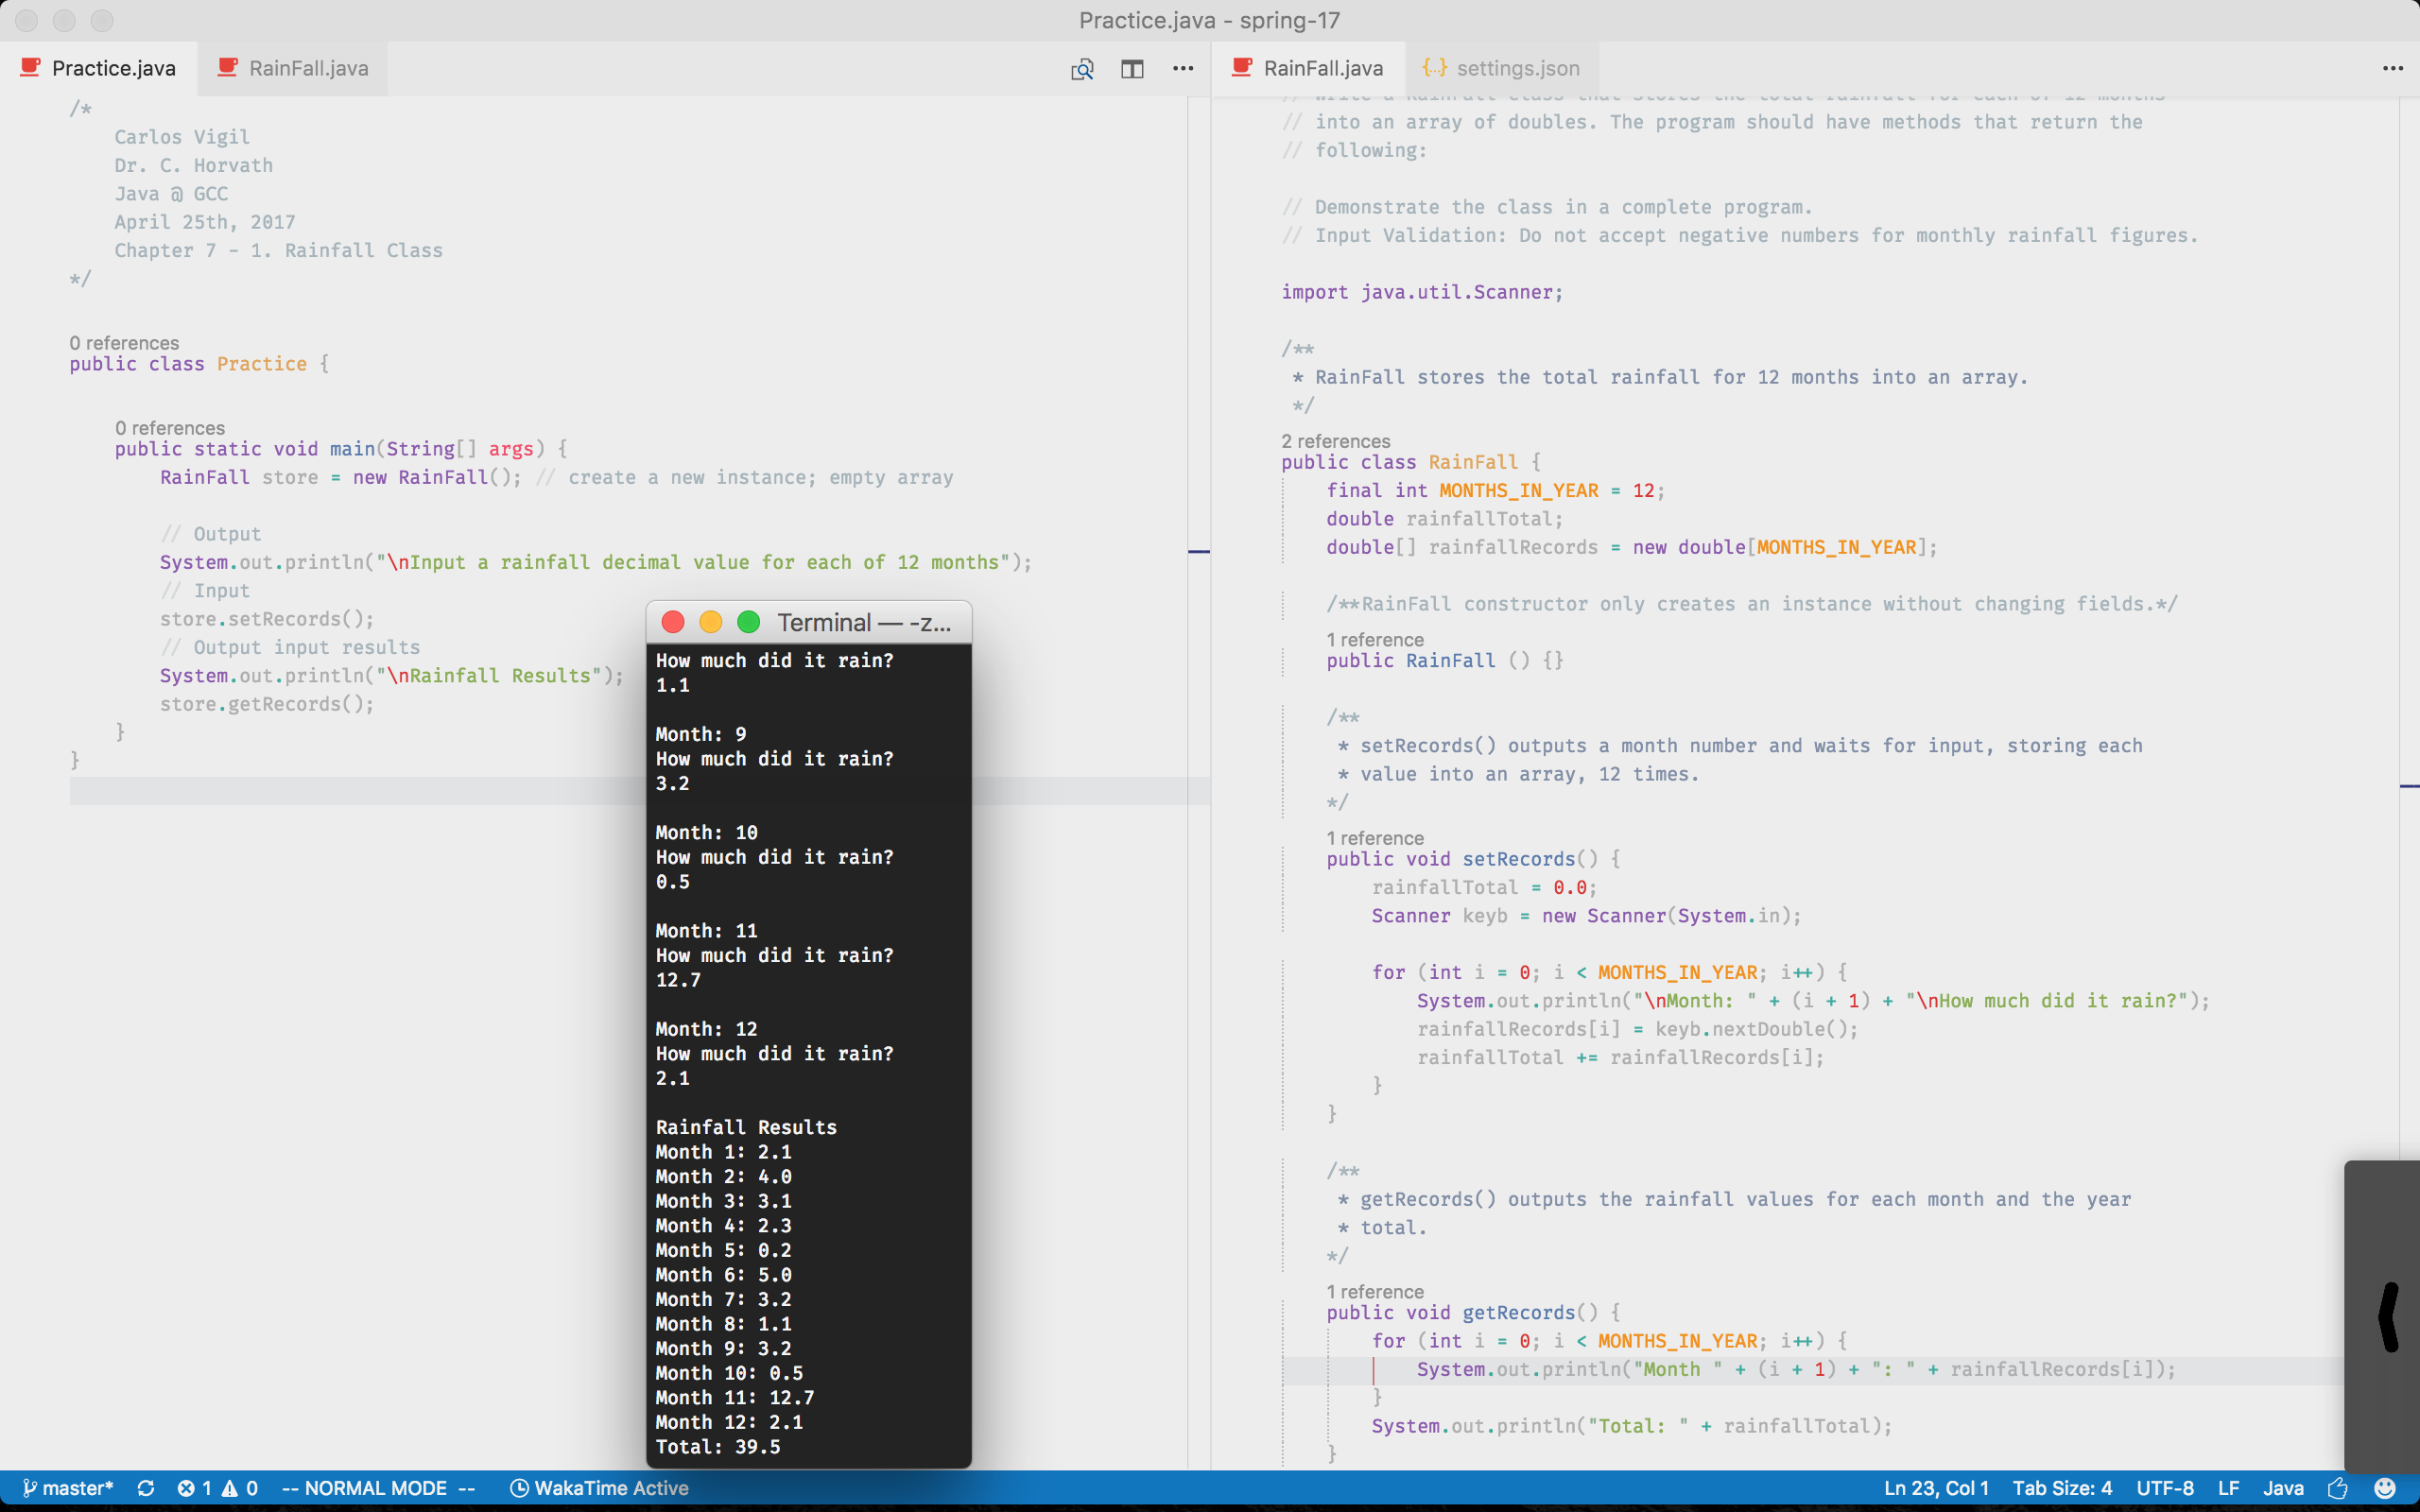 Practice.java - spring-17
Practice.java
RainFall.java
RainFall.java
{..} settings.json
/*
Carlos Vigil
Dr. C. Horvath
Java @ GCC
April 25th, 2017
Chapter 7 - 1. Rainfall Class
*/
0 references
public class Practice {
0 references
public static void main(String[] args) {
RainFall store = new RainFall(); // create a new instance; empty array
// Output
System.out.println("\nInput a rainfall decimal value for each of 12 months");
// Input
store.setRecords();
// Output input results
System.out.println("\nRainfall Results");
store.getRecords();
}
}
Terminal — -z...
How much did it rain?
1.1
Month: 9
How much did it rain?
3.2
Month: 10
How much did it rain?
0.5
Month: 11
How much did it rain?
12.7
Month: 12
How much did it rain?
2.1
Rainfall Results
Month 1: 2.1
Month 2: 4.0
Month 3: 3.1
Month 4: 2.3
Month 5: 0.2
Month 6: 5.0
Month 7: 3.2
Month 8: 1.1
Month 9: 3.2
Month 10: 0.5
Month 11: 12.7
Month 12: 2.1
Total: 39.5
// Write a RainFall class that stores the total rainfall for each of 12 months
// into an array of doubles. The program should have methods that return the
// following:
// Demonstrate the class in a complete program.
// Input Validation: Do not accept negative numbers for monthly rainfall figures.
import java.util.Scanner;
/**
* RainFall stores the total rainfall for 12 months into an array.
*/
2 references
public class RainFall {
final int MONTHS_IN_YEAR = 12;
double rainfallTotal;
double[] rainfallRecords = new double[MONTHS_IN_YEAR];
/**RainFall constructor only creates an instance without changing fields.*/
1 reference
public RainFall () {}
/**
* setRecords() outputs a month number and waits for input, storing each
* value into an array, 12 times.
*/
1 reference
public void setRecords() {
rainfallTotal = 0.0;
Scanner keyb = new Scanner(System.in);
for (int i = 0; i < MONTHS_IN_YEAR; i++) {
System.out.println("\nMonth: " + (i + 1) + "\nHow much did it rain?");
rainfallRecords[i] = keyb.nextDouble();
rainfallTotal += rainfallRecords[i];
}
}
/**
* getRecords() outputs the rainfall values for each month and the year
* total.
*/
1 reference
public void getRecords() {
for (int i = 0; i < MONTHS_IN_YEAR; i++) {
System.out.println("Month " + (i + 1) + ": " + rainfallRecords[i]);
}
System.out.println("Total: " + rainfallTotal);
}
master* 1 0 -- NORMAL MODE -- WakaTime Active
Ln 23, Col 1 Tab Size: 4 UTF-8 LF Java